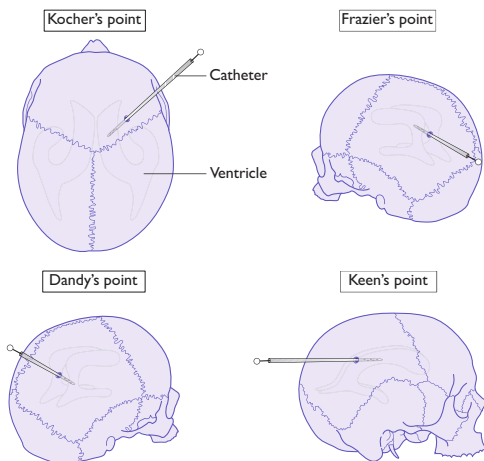 Kocher's point
Frazier's point
Catheter
Ventricle
Dandy's point
Keen's point